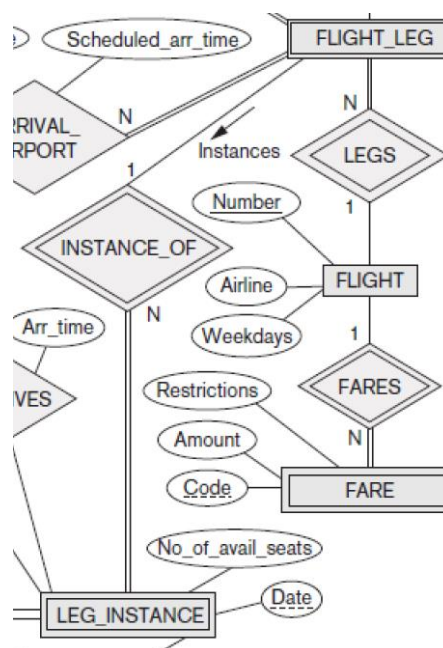 e
Scheduled_arr_time
FLIGHT_LEG
N
N
RRIVAL_
RPORT
Instances
LEGS
1
Number
1
INSTANCE_OF
N
Airline
FLIGHT
Arr_time
Weekdays
1
Restrictions
FARES
VES
Amount
N
Code
FARE
No_of_avail_seats
Date
LEG_INSTANCE